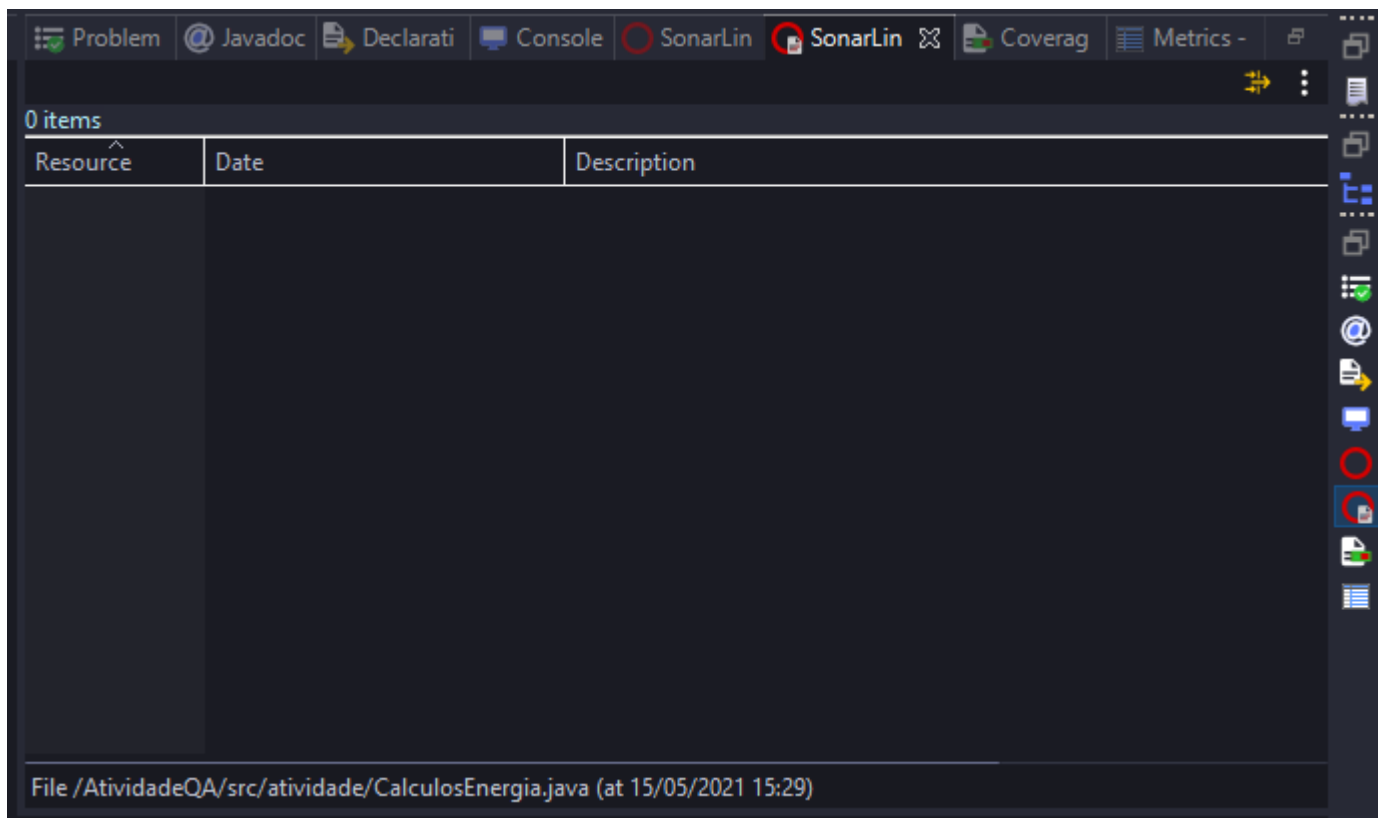 Problem @ Javadoc Declarati Console SonarLin SonarLin Coverag Metrics -
0 items
Resource Date Description
File /AtividadeQA/src/atividade/CalculosEnergia.java (at 15/05/2021 15:29)